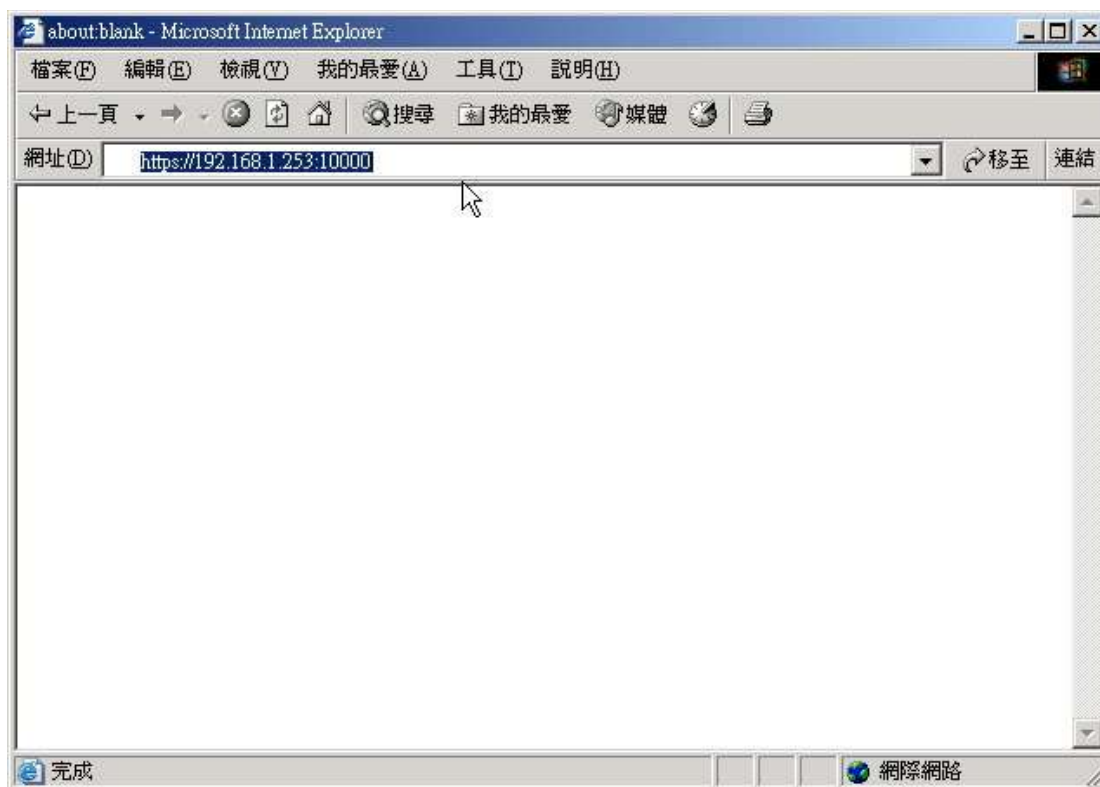 about:blank - Microsoft Internet Explorer
檔案(F) 編輯(E) 檢視(V) 我的最愛(A) 工具(T) 說明(H)
上一頁 搜尋 我的最愛 媒體
網址(D) https://192.168.1.253:10000 移至 連結
完成 網際網路